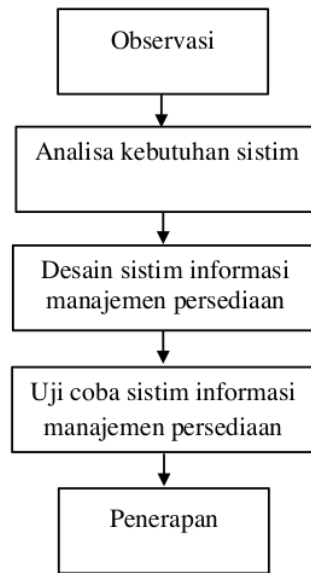 Observasi
Analisa kebutuhan sistim
Desain sistim informasi
manajemen persediaan
Uji coba sistim informasi
manajemen persediaan
Penerapan